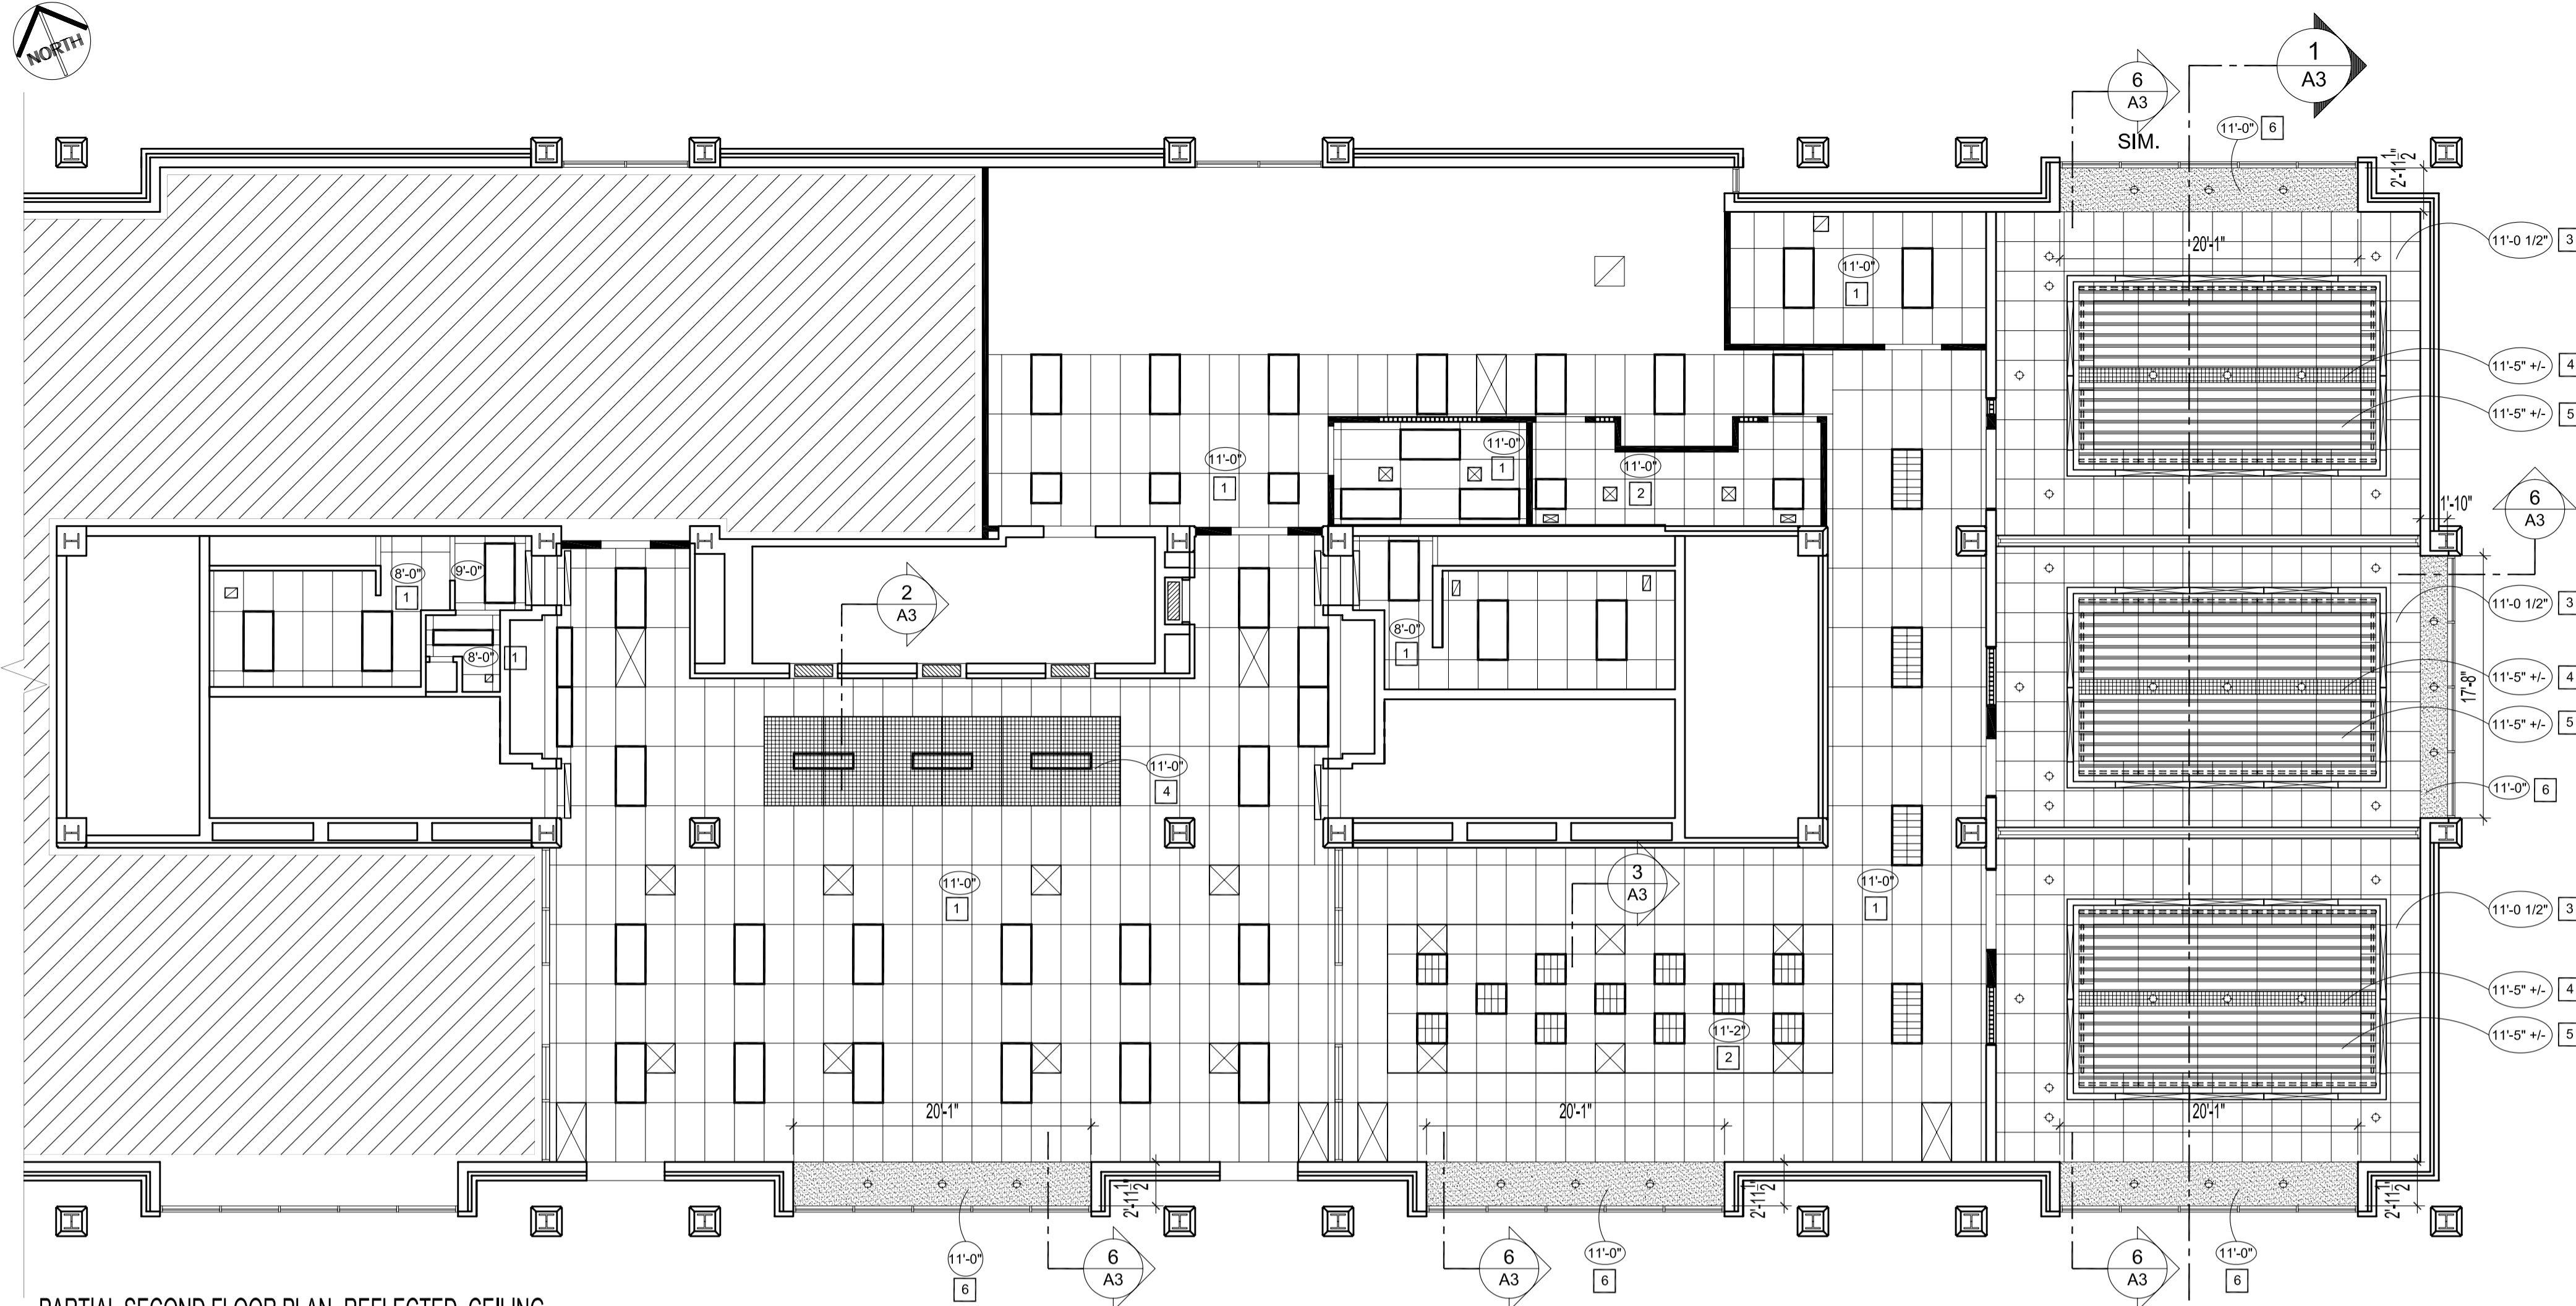 NORTH
1
A3
6
A3
SIM.
11'-0" 6
2'-11 1/2"
20'-1"
11'-0 1/2" 3
11'-0"
1
11'-5" +/- 4
11'-5" +/- 5
11'-0"
1
11'-0"
1
11'-0"
2
6
A3
1'-10"
8'-0"
1
9'-0"
2
A3
8'-0"
1
11'-0 1/2" 3
8'-0" 1
11'-5" +/- 4
17'-8"
11'-5" +/- 5
11'-0"
4
11'-0" 6
11'-0"
1
3
A3
11'-0"
1
11'-0 1/2" 3
11'-5" +/- 4
11'-2"
2
11'-5" +/- 5
20'-1"
20'-1"
20'-1"
2'-11 1/2"
2'-11 1/2"
2'-11 1/2"
11'-0"
6
6
A3
6
A3
11'-0"
6
6
A3
11'-0"
6
PARTIAL SECOND FLOOR PLAN REFLECTED CEILING